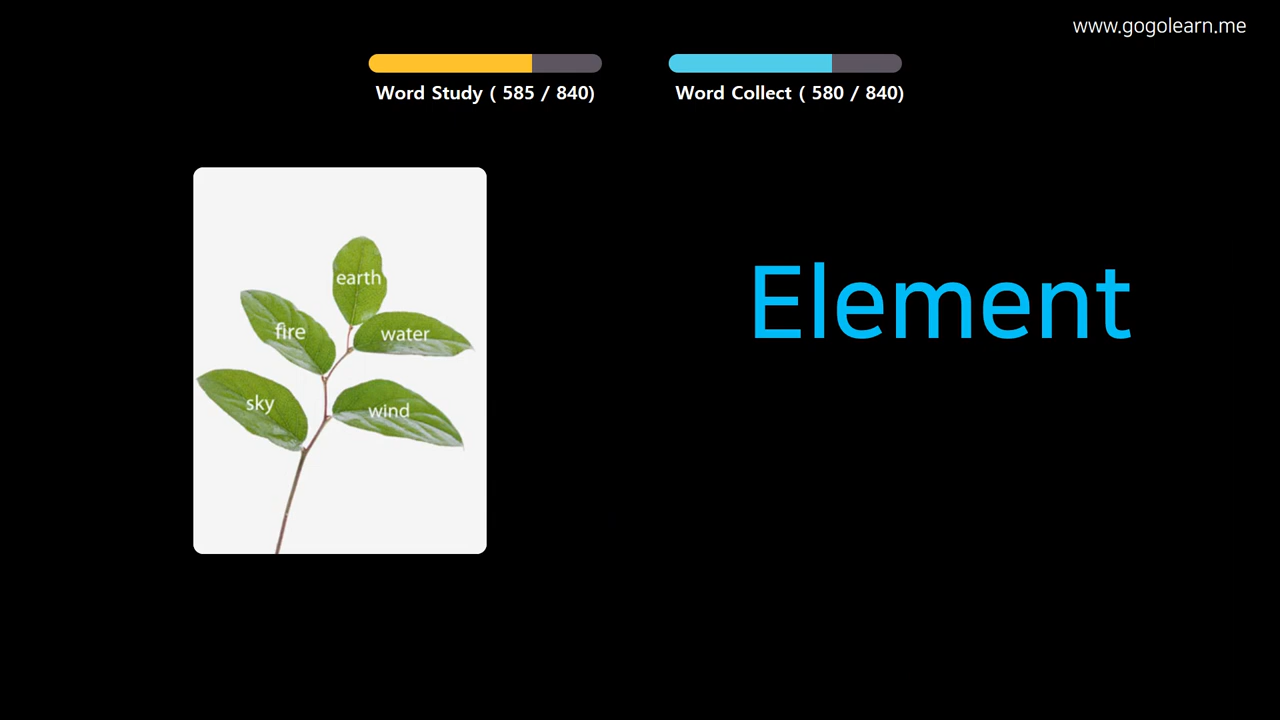 www.gogolearn.me
Word Study ( 585 / 840)
Word Collect ( 580 / 840)
earth
fire
water
sky
wind
Element